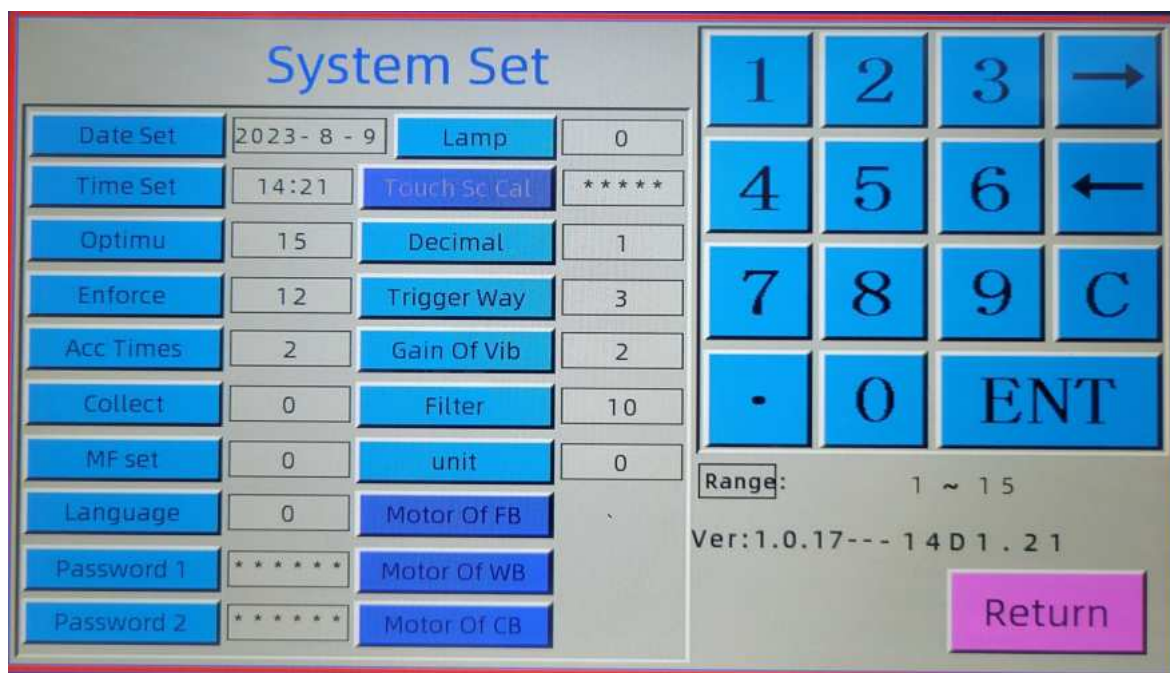 System Set
Date Set 2023- 8 - 9 Lamp 0
Time Set 14:21 Touch Sc Cal *****
Optimu 15 Decimal 1
Enforce 12 Trigger Way 3
Acc Times 2 Gain Of Vib 2
Collect 0 Filter 10
MF set 0 unit 0
Language 0 Motor Of FB
Password 1 ****** Motor Of WB
Password 2 ****** Motor Of CB
1 2 3 →
4 5 6 ←
7 8 9 C
. 0 ENT
Range: 1 ~ 15
Ver:1.0.17--- 14D1.21
Return